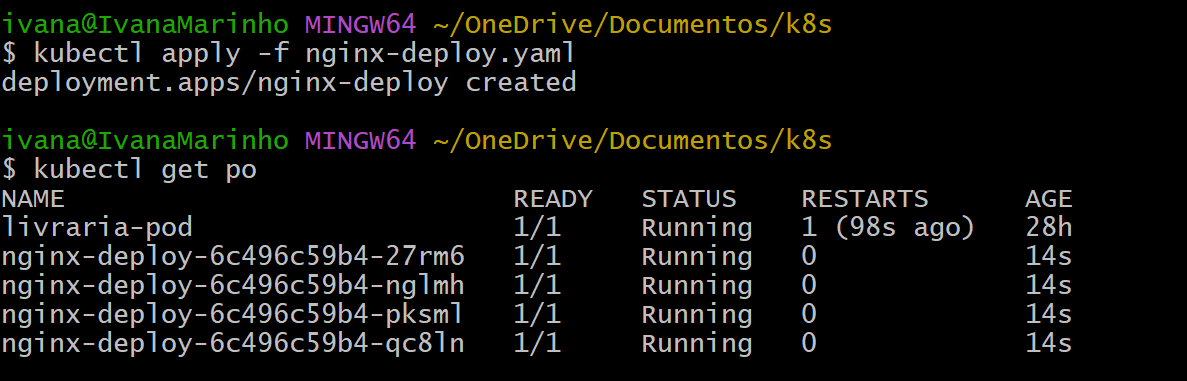 ivana@IvanaMarinho MINGW64 ~/OneDrive/Documentos/k8s
$ kubectl apply -f nginx-deploy.yaml
deployment.apps/nginx-deploy created
ivana@IvanaMarinho MINGW64 ~/OneDrive/Documentos/k8s
$ kubectl get po
NAME READY STATUS RESTARTS AGE
livraria-pod 1/1 Running 1 (98s ago) 28h
nginx-deploy-6c496c59b4-27rm6 1/1 Running 0 14s
nginx-deploy-6c496c59b4-nglmh 1/1 Running 0 14s
nginx-deploy-6c496c59b4-pksml 1/1 Running 0 14s
nginx-deploy-6c496c59b4-qc8ln 1/1 Running 0 14s